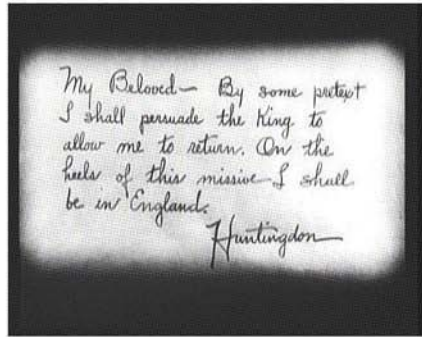 My Beloved— By some pretext
I shall persuade the King to
allow me to return. On the
heels of this missive I shall
be in England.
Huntingdon